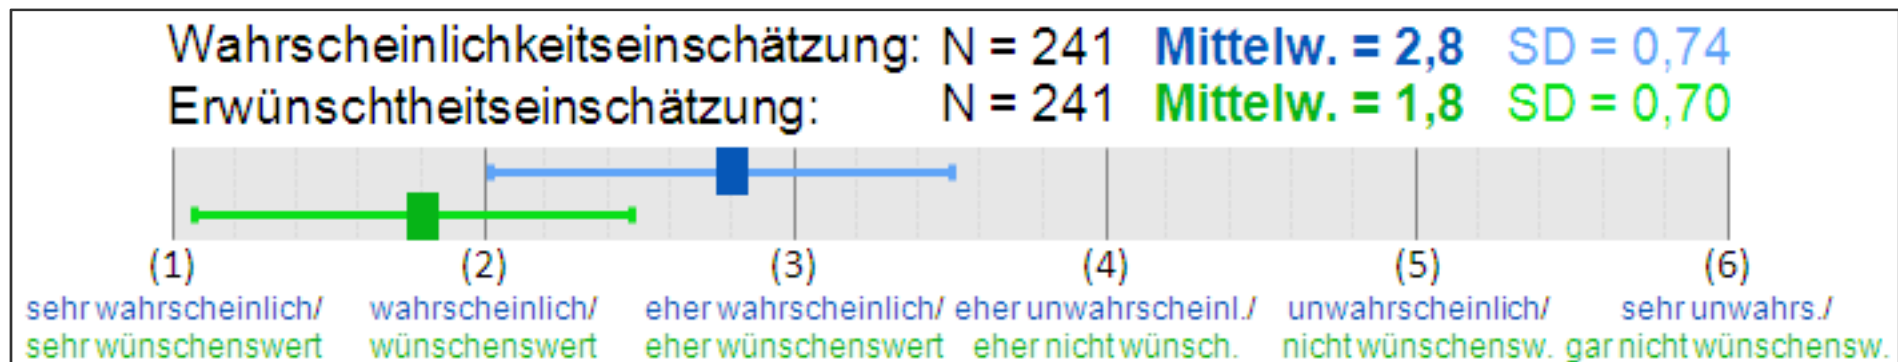 Wahrscheinlichkeitseinschätzung: N = 241 Mittelw. = 2,8 SD = 0,74
Erwünschtheitseinschätzung: N = 241 Mittelw. = 1,8 SD = 0,70
(1) (2) (3) (4) (5) (6)
sehr wahrscheinlich/ wahrscheinlich/ eher wahrscheinlich/ eher unwahrscheinl./ unwahrscheinlich/ sehr unwahrs./
sehr wünschenswert wünschenswert eher wünschenswert eher nicht wünsch. nicht wünschensw. gar nicht wünschensw.